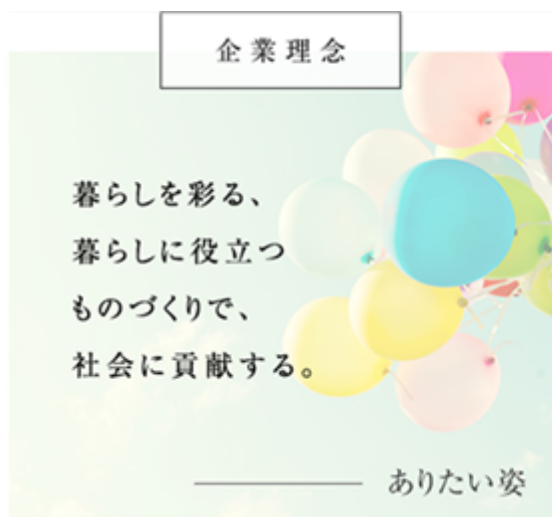 企業理念
暮らしを彩る、
暮らしに役立つ
ものづくりで、
社会に貢献する。
ありたい姿